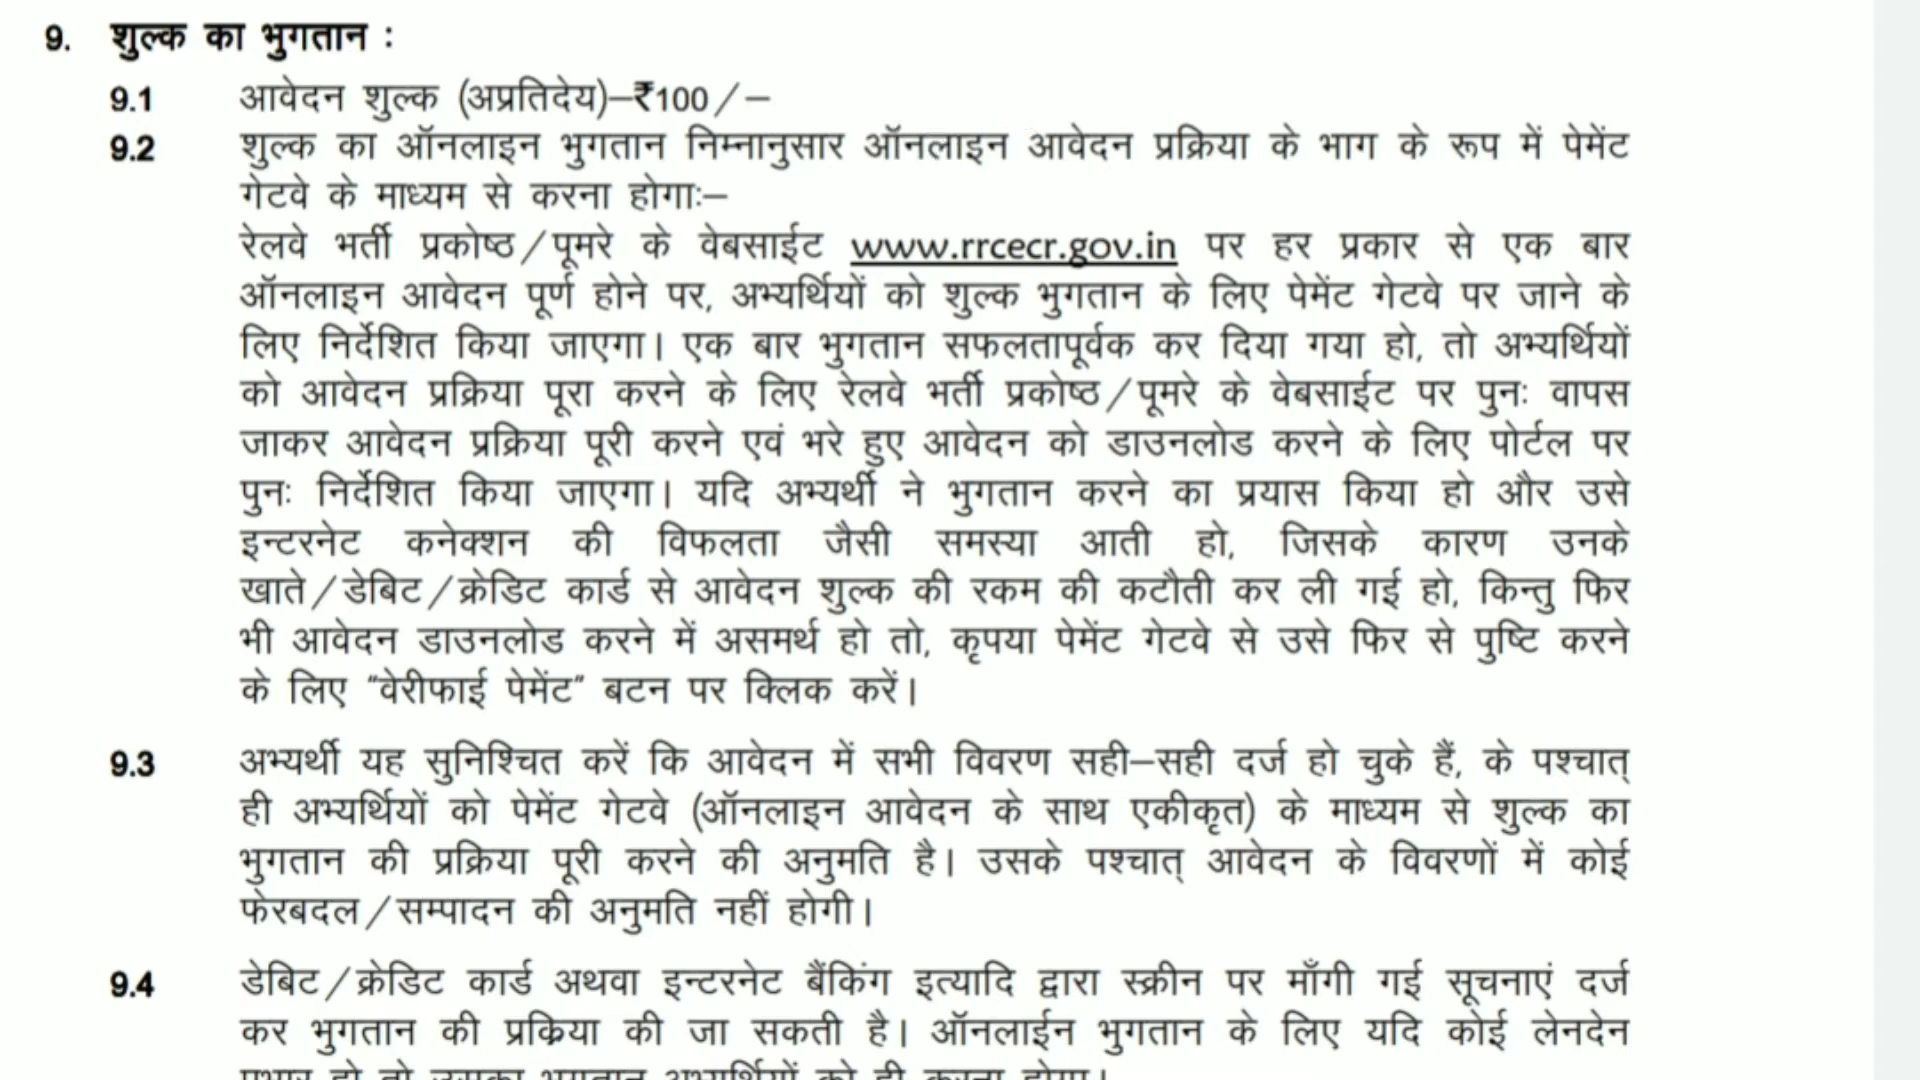 9. शुल्क का भुगतान :
9.1 आवेदन शुल्क (अप्रतिदेय)–₹100/–
9.2 शुल्क का ऑनलाइन भुगतान निम्नानुसार ऑनलाइन आवेदन प्रक्रिया के भाग के रूप में पेमेंट
गेटवे के माध्यम से करना होगाः–
रेलवे भर्ती प्रकोष्ठ/पूमरे के वेबसाईट www.rrcecr.gov.in पर हर प्रकार से एक बार
ऑनलाइन आवेदन पूर्ण होने पर, अभ्यर्थियों को शुल्क भुगतान के लिए पेमेंट गेटवे पर जाने के
लिए निर्देशित किया जाएगा। एक बार भुगतान सफलतापूर्वक कर दिया गया हो, तो अभ्यर्थियों
को आवेदन प्रक्रिया पूरा करने के लिए रेलवे भर्ती प्रकोष्ठ/पूमरे के वेबसाईट पर पुनः वापस
जाकर आवेदन प्रक्रिया पूरी करने एवं भरे हुए आवेदन को डाउनलोड करने के लिए पोर्टल पर
पुनः निर्देशित किया जाएगा। यदि अभ्यर्थी ने भुगतान करने का प्रयास किया हो और उसे
इन्टरनेट कनेक्शन की विफलता जैसी समस्या आती हो, जिसके कारण उनके
खाते/डेबिट/क्रेडिट कार्ड से आवेदन शुल्क की रकम की कटौती कर ली गई हो, किन्तु फिर
भी आवेदन डाउनलोड करने में असमर्थ हो तो, कृपया पेमेंट गेटवे से उसे फिर से पुष्टि करने
के लिए "वेरीफाई पेमेंट" बटन पर क्लिक करें।
9.3 अभ्यर्थी यह सुनिश्चित करें कि आवेदन में सभी विवरण सही–सही दर्ज हो चुके हैं, के पश्चात्
ही अभ्यर्थियों को पेमेंट गेटवे (ऑनलाइन आवेदन के साथ एकीकृत) के माध्यम से शुल्क का
भुगतान की प्रक्रिया पूरी करने की अनुमति है। उसके पश्चात् आवेदन के विवरणों में कोई
फेरबदल/सम्पादन की अनुमति नहीं होगी।
9.4 डेबिट/क्रेडिट कार्ड अथवा इन्टरनेट बैंकिंग इत्यादि द्वारा स्क्रीन पर माँगी गई सूचनाएं दर्ज
कर भुगतान की प्रक्रिया की जा सकती है। ऑनलाईन भुगतान के लिए यदि कोई लेनदेन
प्रभार हो तो उसका भुगतान अभ्यर्थियों को ही करना होगा।